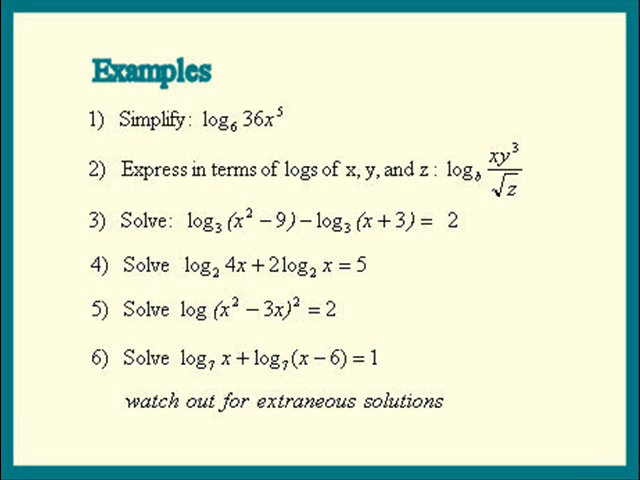 Examples
1) Simplify: log₆ 36x⁵
2) Express in terms of logs of x, y, and z : log_b xy³/√z
3) Solve: log₃ (x² − 9) − log₃ (x + 3) = 2
4) Solve log₂ 4x + 2log₂ x = 5
5) Solve log (x² − 3x)² = 2
6) Solve log₇ x + log₇ (x − 6) = 1
watch out for extraneous solutions